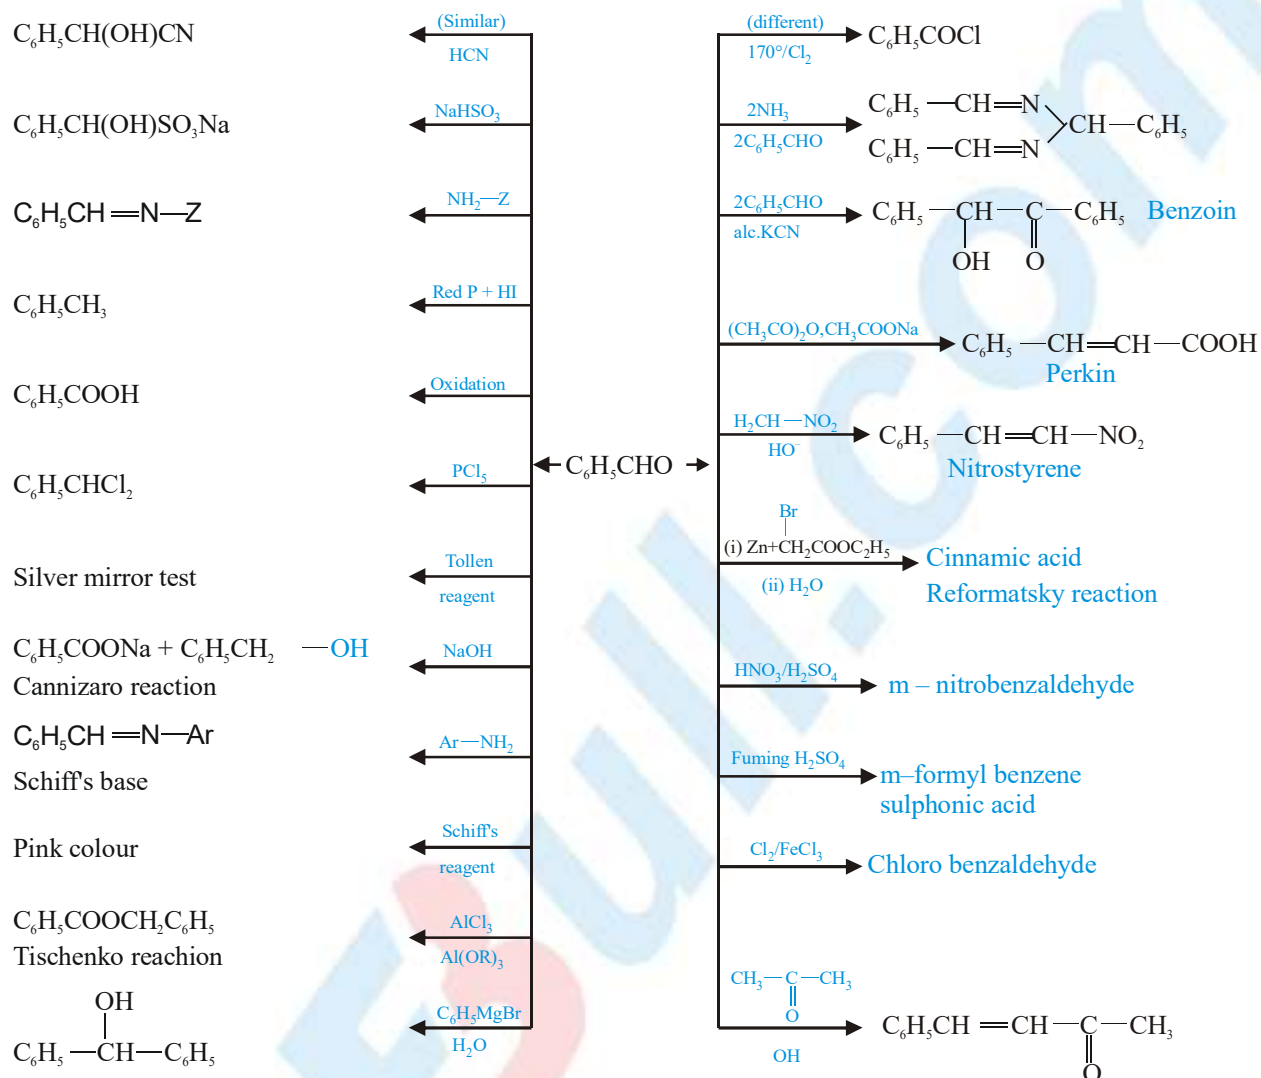 C₆H₅CH(OH)CN
(Similar)
HCN
C₆H₅CH(OH)SO₃Na
NaHSO₃
C₆H₅CH=N—Z
NH₂—Z
C₆H₅CH₃
Red P + HI
C₆H₅COOH
Oxidation
C₆H₅CHCl₂
PCl₅
Silver mirror test
Tollen
reagent
C₆H₅COONa + C₆H₅CH₂ —OH
Cannizaro reaction
NaOH
C₆H₅CH=N—Ar
Schiff's base
Ar—NH₂
Pink colour
Schiff's
reagent
C₆H₅COOCH₂C₆H₅
Tischenko reachion
AlCl₃
Al(OR)₃
OH
C₆H₅—CH—C₆H₅
C₆H₅MgBr
H₂O
C₆H₅CHO
(different)
170°/Cl₂
C₆H₅COCl
2NH₃
2C₆H₅CHO
C₆H₅—CH=N
CH—C₆H₅
C₆H₅—CH=N
2C₆H₅CHO
alc.KCN
C₆H₅—CH—C—C₆H₅ Benzoin
OH O
(CH₃CO)₂O,CH₃COONa
C₆H₅—CH=CH—COOH
Perkin
H₂CH—NO₂
HO⁻
C₆H₅—CH=CH—NO₂
Nitrostyrene
Br
(i) Zn+CH₂COOC₂H₅
(ii) H₂O
Cinnamic acid
Reformatsky reaction
HNO₃/H₂SO₄
m – nitrobenzaldehyde
Fuming H₂SO₄
m–formyl benzene
sulphonic acid
Cl₂/FeCl₃
Chloro benzaldehyde
CH₃—C—CH₃
O
OH
C₆H₅CH=CH—C—CH₃
O